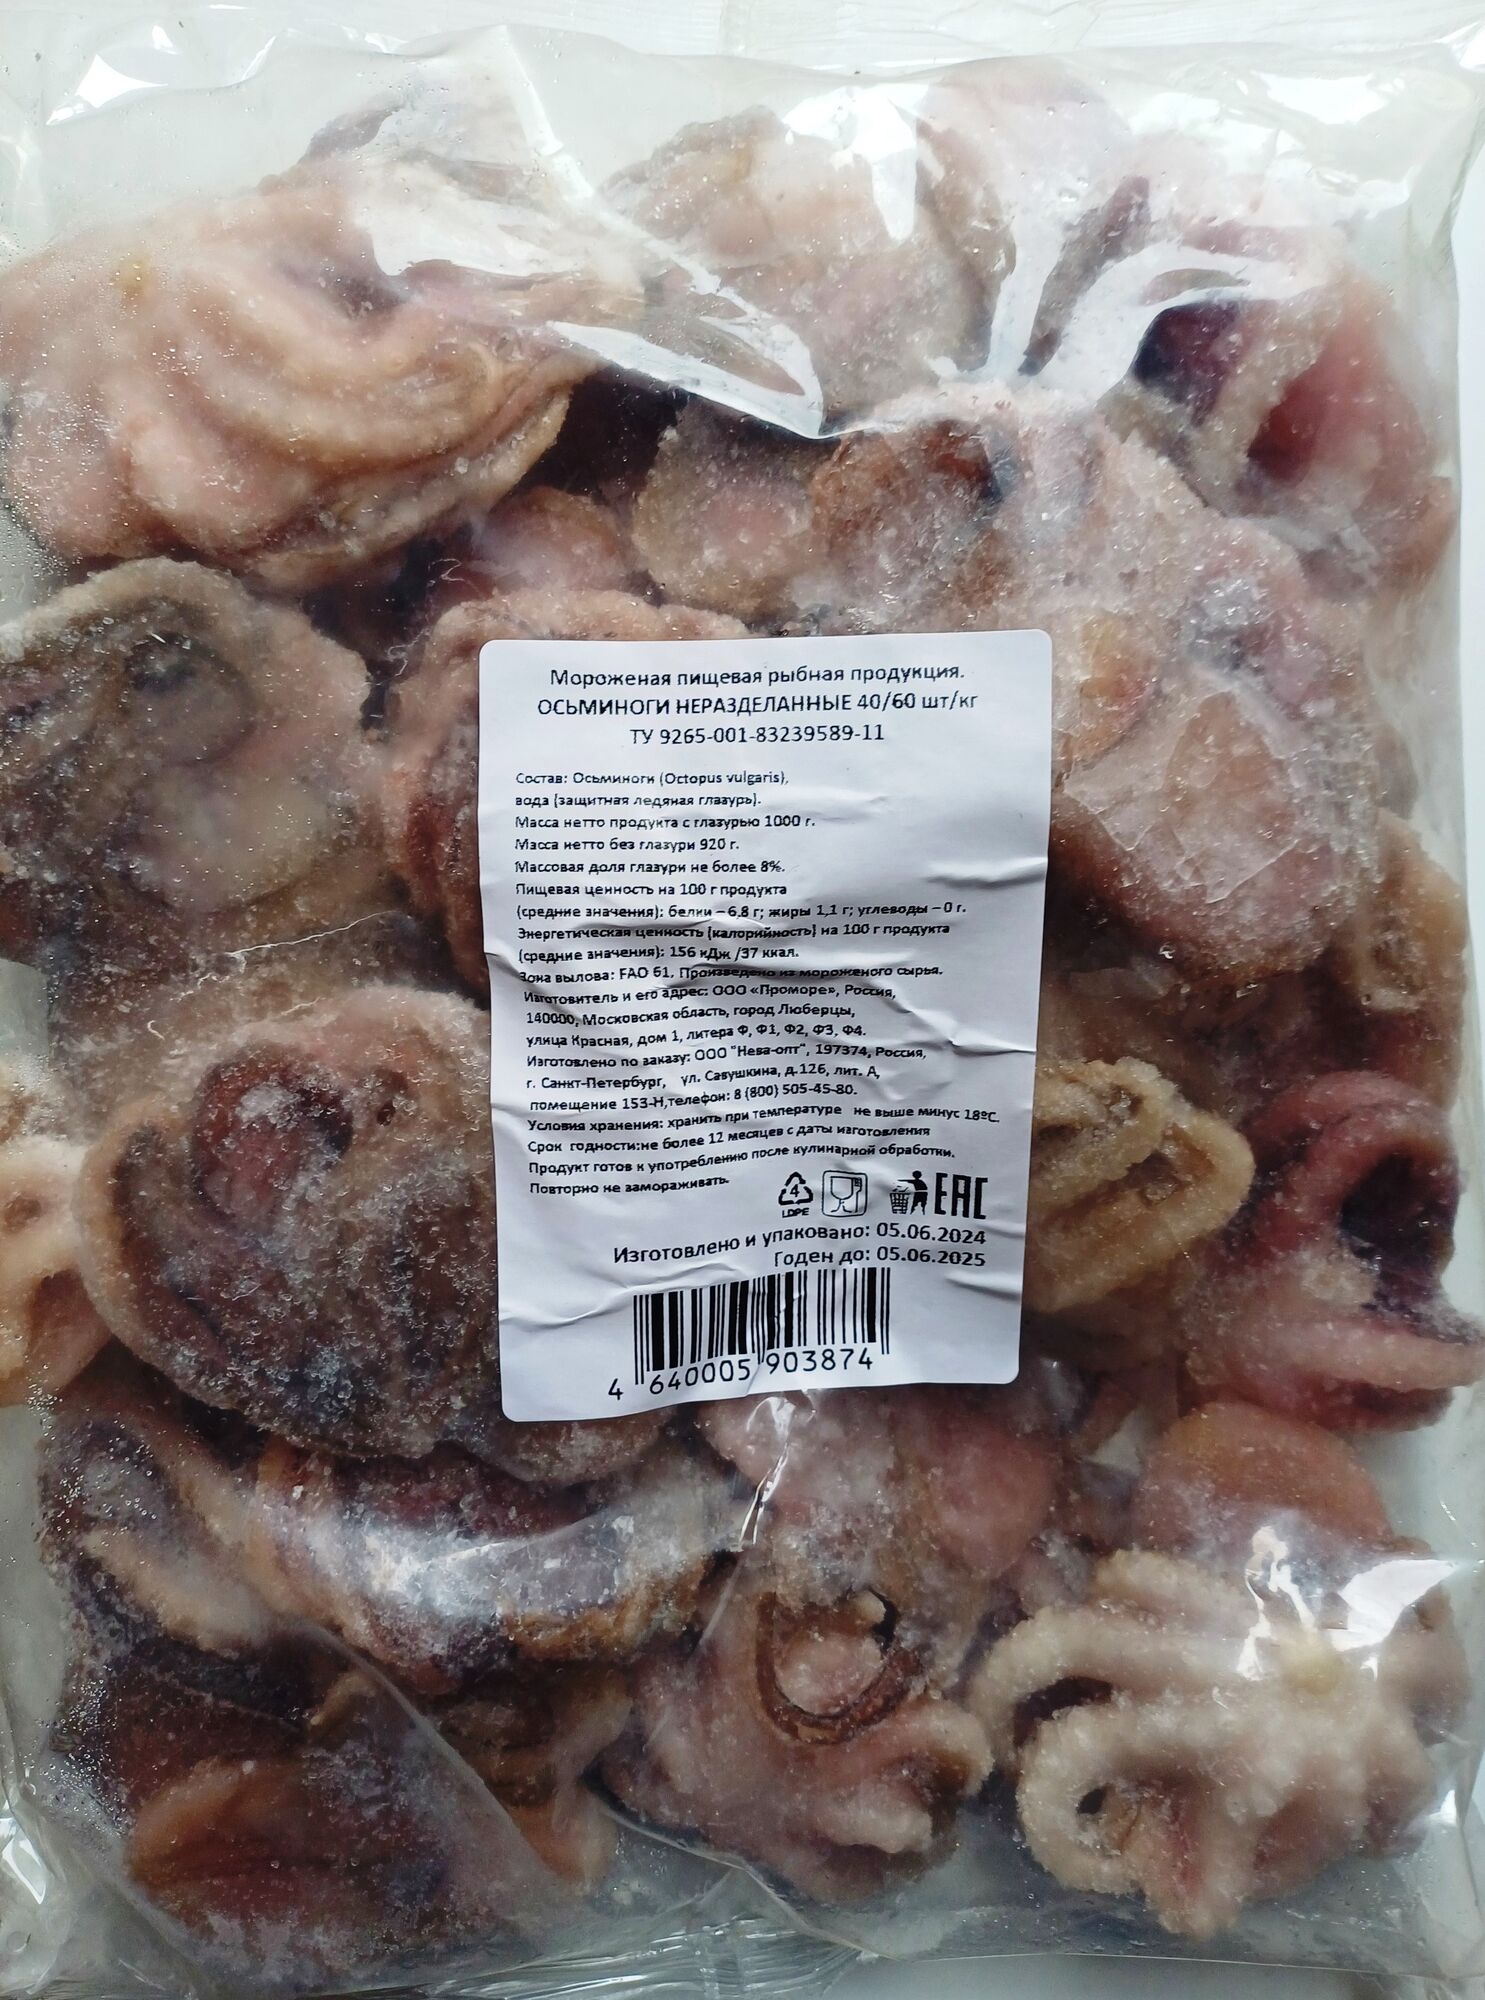 Мороженая пищевая рыбная продукция.
ОСЬМИНОГИ НЕРАЗДЕЛАННЫЕ 40/60 шт/кг
ТУ 9265-001-83239589-11
Состав: Осьминоги (Octopus vulgaris),
вода (защитная ледяная глазурь).
Масса нетто продукта с глазурью 1000 г.
Масса нетто без глазури 920 г.
Массовая доля глазури не более 8%.
Пищевая ценность на 100 г продукта
(средние значения): белки – 6,8 г; жиры 1,1 г; углеводы – 0 г.
Энергетическая ценность (калорийность) на 100 г продукта
(средние значения): 156 кДж /37 ккал.
Зона вылова: FAO 61. Произведено из мороженого сырья.
Изготовитель и его адрес: ООО «Проморе», Россия,
140000, Московская область, город Люберцы,
улица Красная, дом 1, литера Ф, Ф1, Ф2, Ф3, Ф4.
Изготовлено по заказу: ООО "Нева-опт", 197374, Россия,
г. Санкт-Петербург, ул. Савушкина, д.126, лит. А,
помещение 153-Н,телефон: 8 (800) 505-45-80.
Условия хранения: хранить при температуре не выше минус 18ºС.
Срок годности:не более 12 месяцев с даты изготовления
Продукт готов к употреблению после кулинарной обработки.
Повторно не замораживать.
4
LDPE
EAC
Изготовлено и упаковано: 05.06.2024
Годен до: 05.06.2025
4 640005 903874